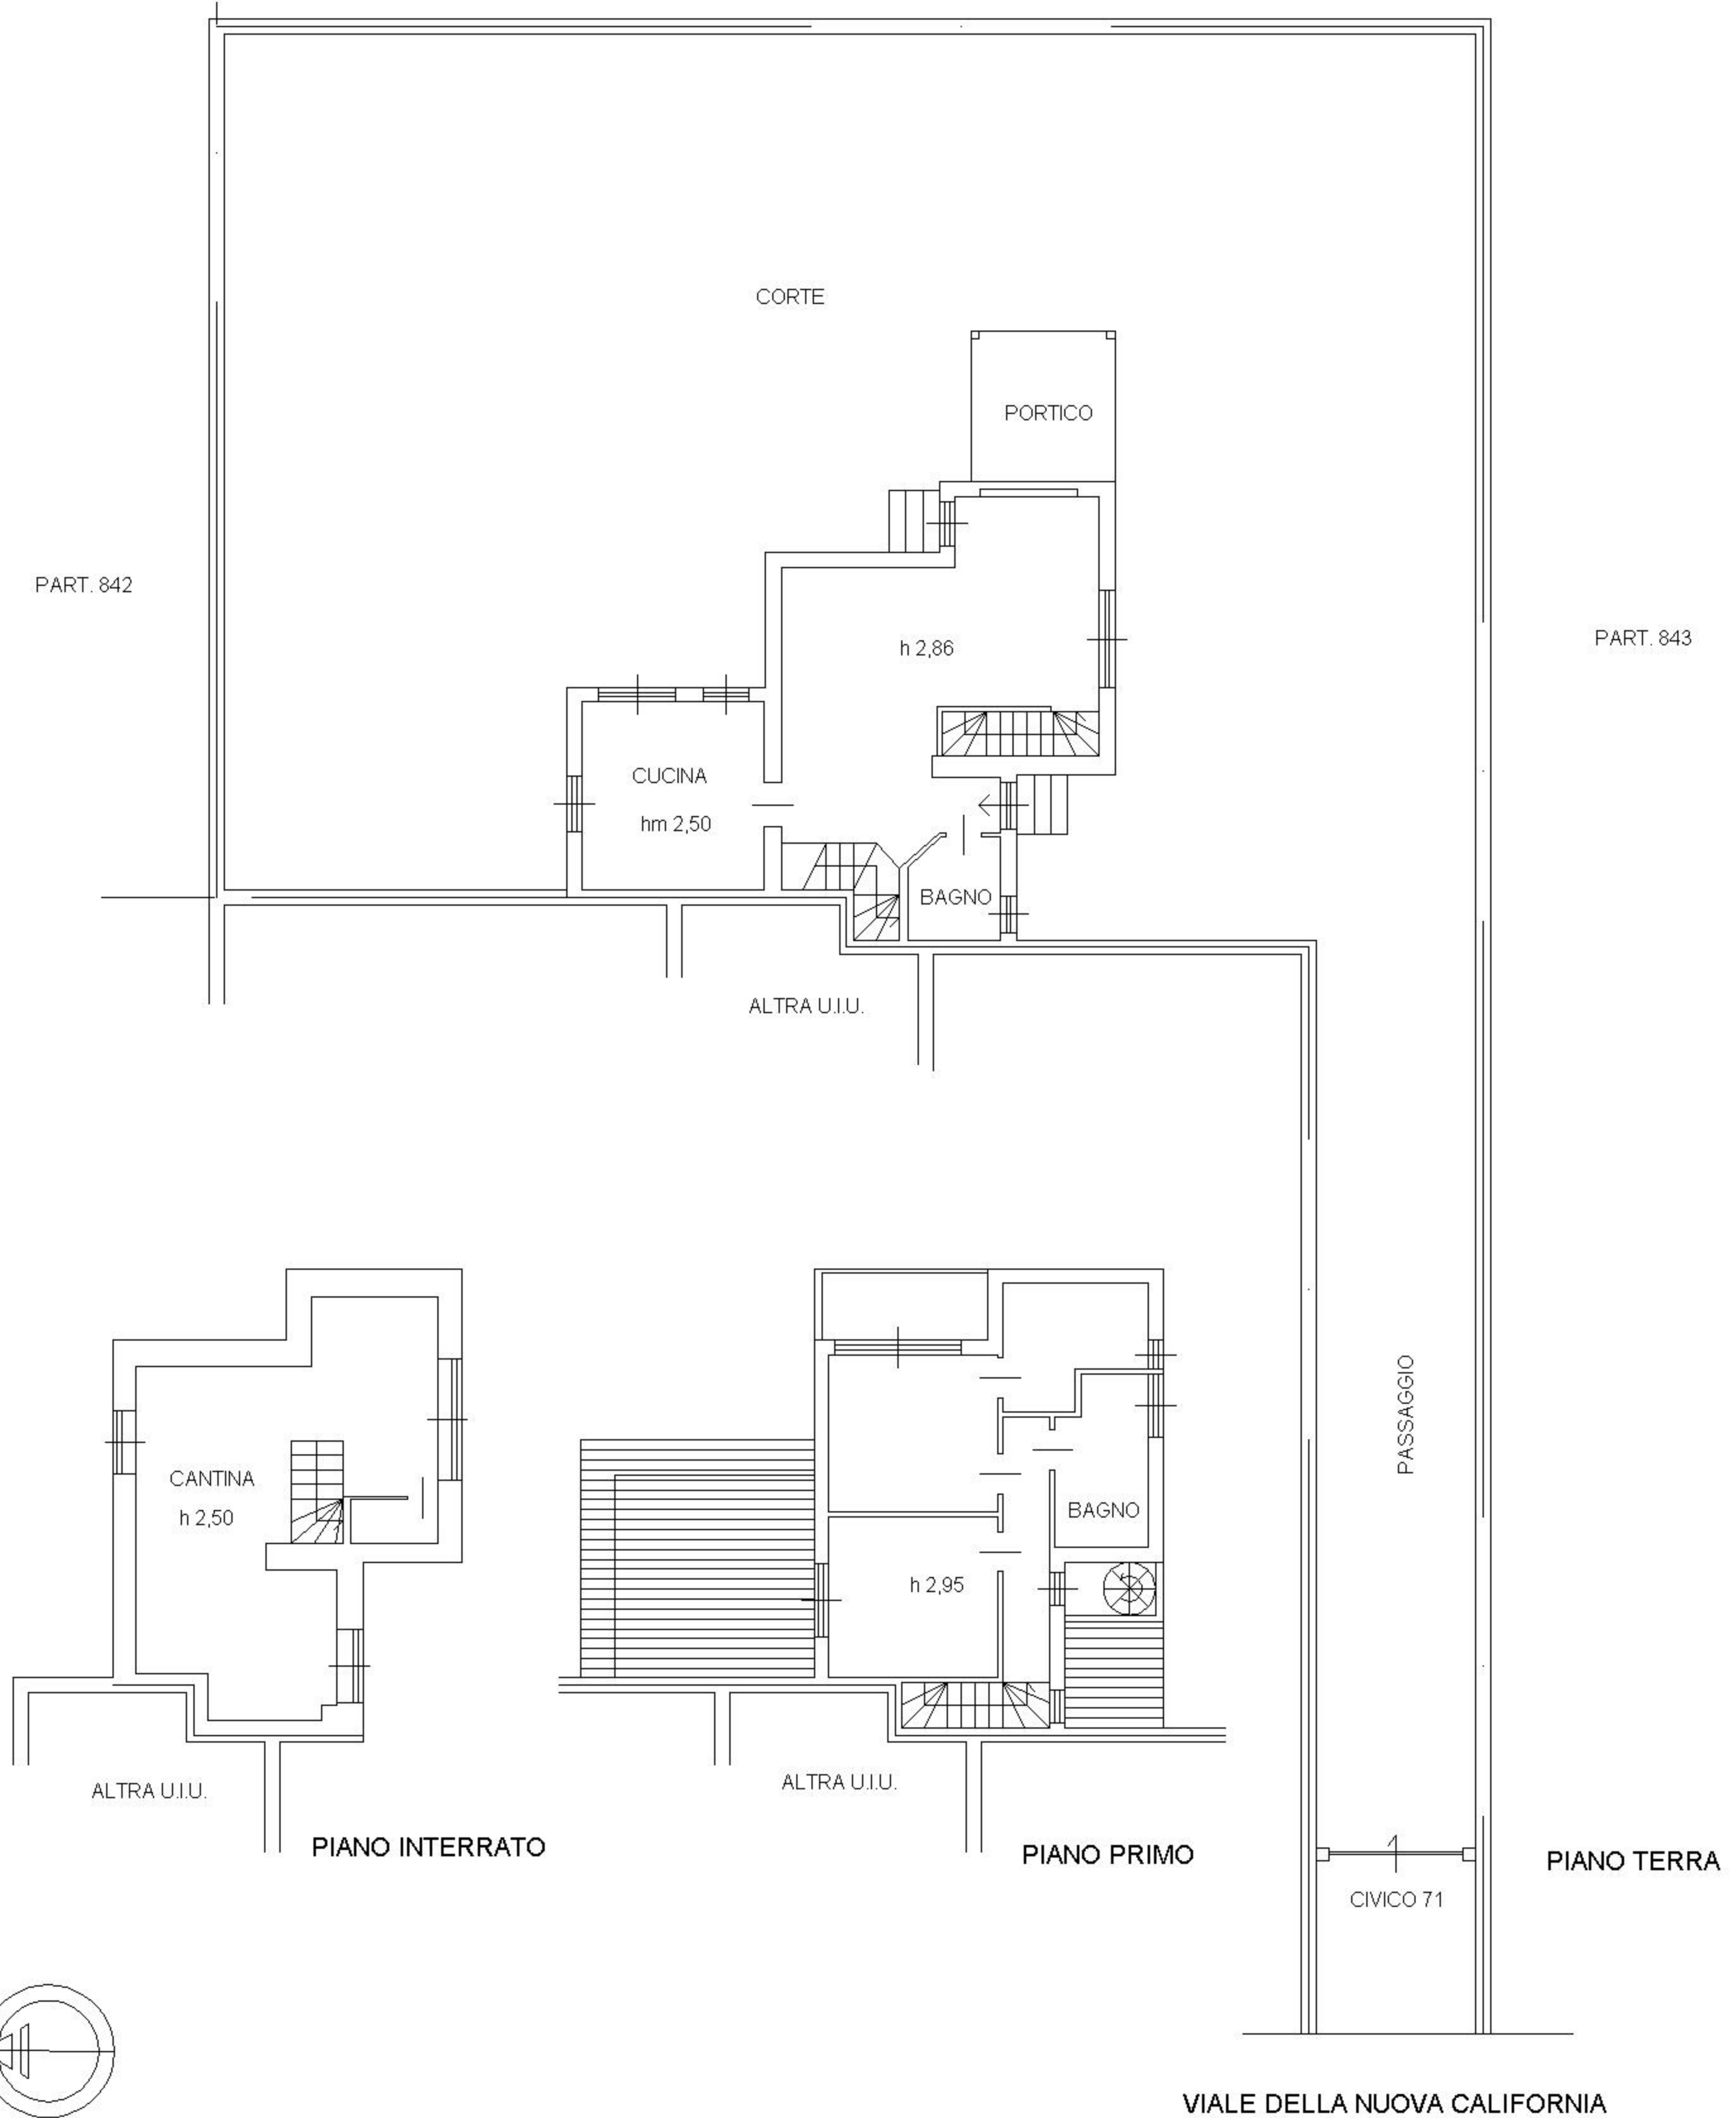 CORTE
PORTICO
PART. 842
PART. 843
h 2,86
CUCINA
hm 2,50
BAGNO
ALTRA U.I.U.
PASSAGGIO
CANTINA
h 2,50
BAGNO
h 2,95
ALTRA U.I.U.
ALTRA U.I.U.
PIANO INTERRATO
PIANO PRIMO
PIANO TERRA
CIVICO 71
VIALE DELLA NUOVA CALIFORNIA